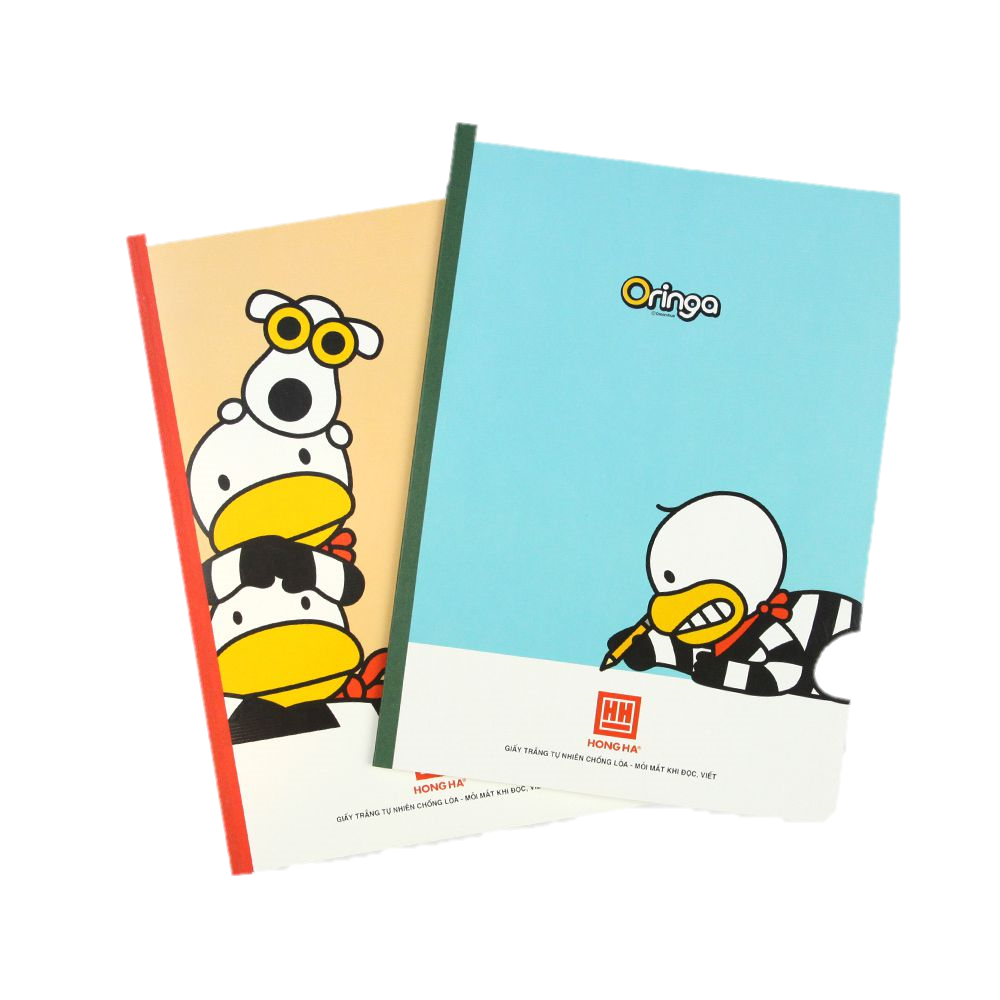 Oringa
HH
HONG HA®
GIẤY TRẮNG TỰ NHIÊN CHỐNG LÓA - MỎI MẮT KHI ĐỌC, VIẾT
HONG HA®
GIẤY TRẮNG TỰ NHIÊN CHỐNG LÓA - MỎI MẮT KHI ĐỌC,